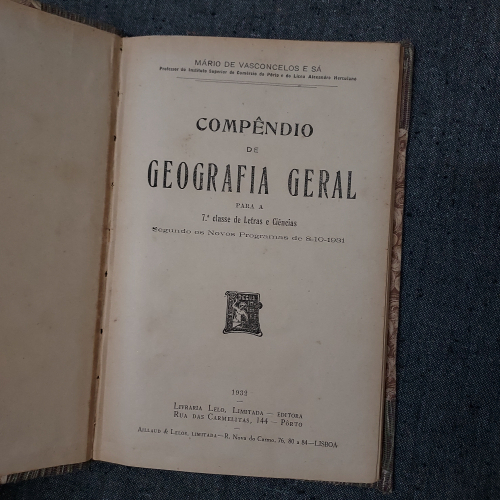 MÁRIO DE VASCONCELOS E SÁ
Professor do Instituto Superior de Comércio do Pôrto e do Liceu Alexandre Herculano
COMPÊNDIO
DE
GEOGRAFIA GERAL
PARA A
7.ª classe de Letras e Ciências
Segundo os Novos Programas de 8-10-1931
1932
LIVRARIA LELO, LIMITADA — EDITORA
RUA DAS CARMELITAS, 144 — PÔRTO
AILLAUD & LELOS, LIMITADA—R. Nova do Carmo, 76, 80 a 84—LISBOA